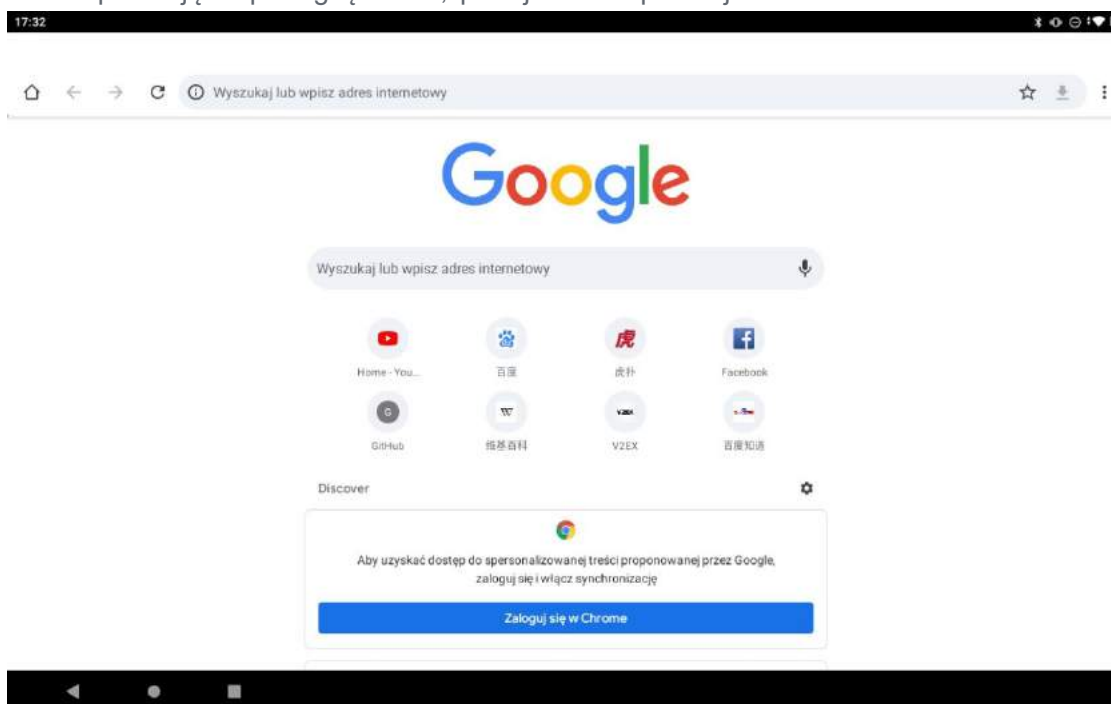 17:32
Wyszukaj lub wpisz adres internetowy
Google
Wyszukaj lub wpisz adres internetowy
虎
Home - You...
百度
虎扑
Facebook
G
W
V2EX
GitHub
维基百科
V2EX
百度知道
Discover
Aby uzyskać dostęp do spersonalizowanej treści proponowanej przez Google,
zaloguj się i włącz synchronizację
Zaloguj się w Chrome